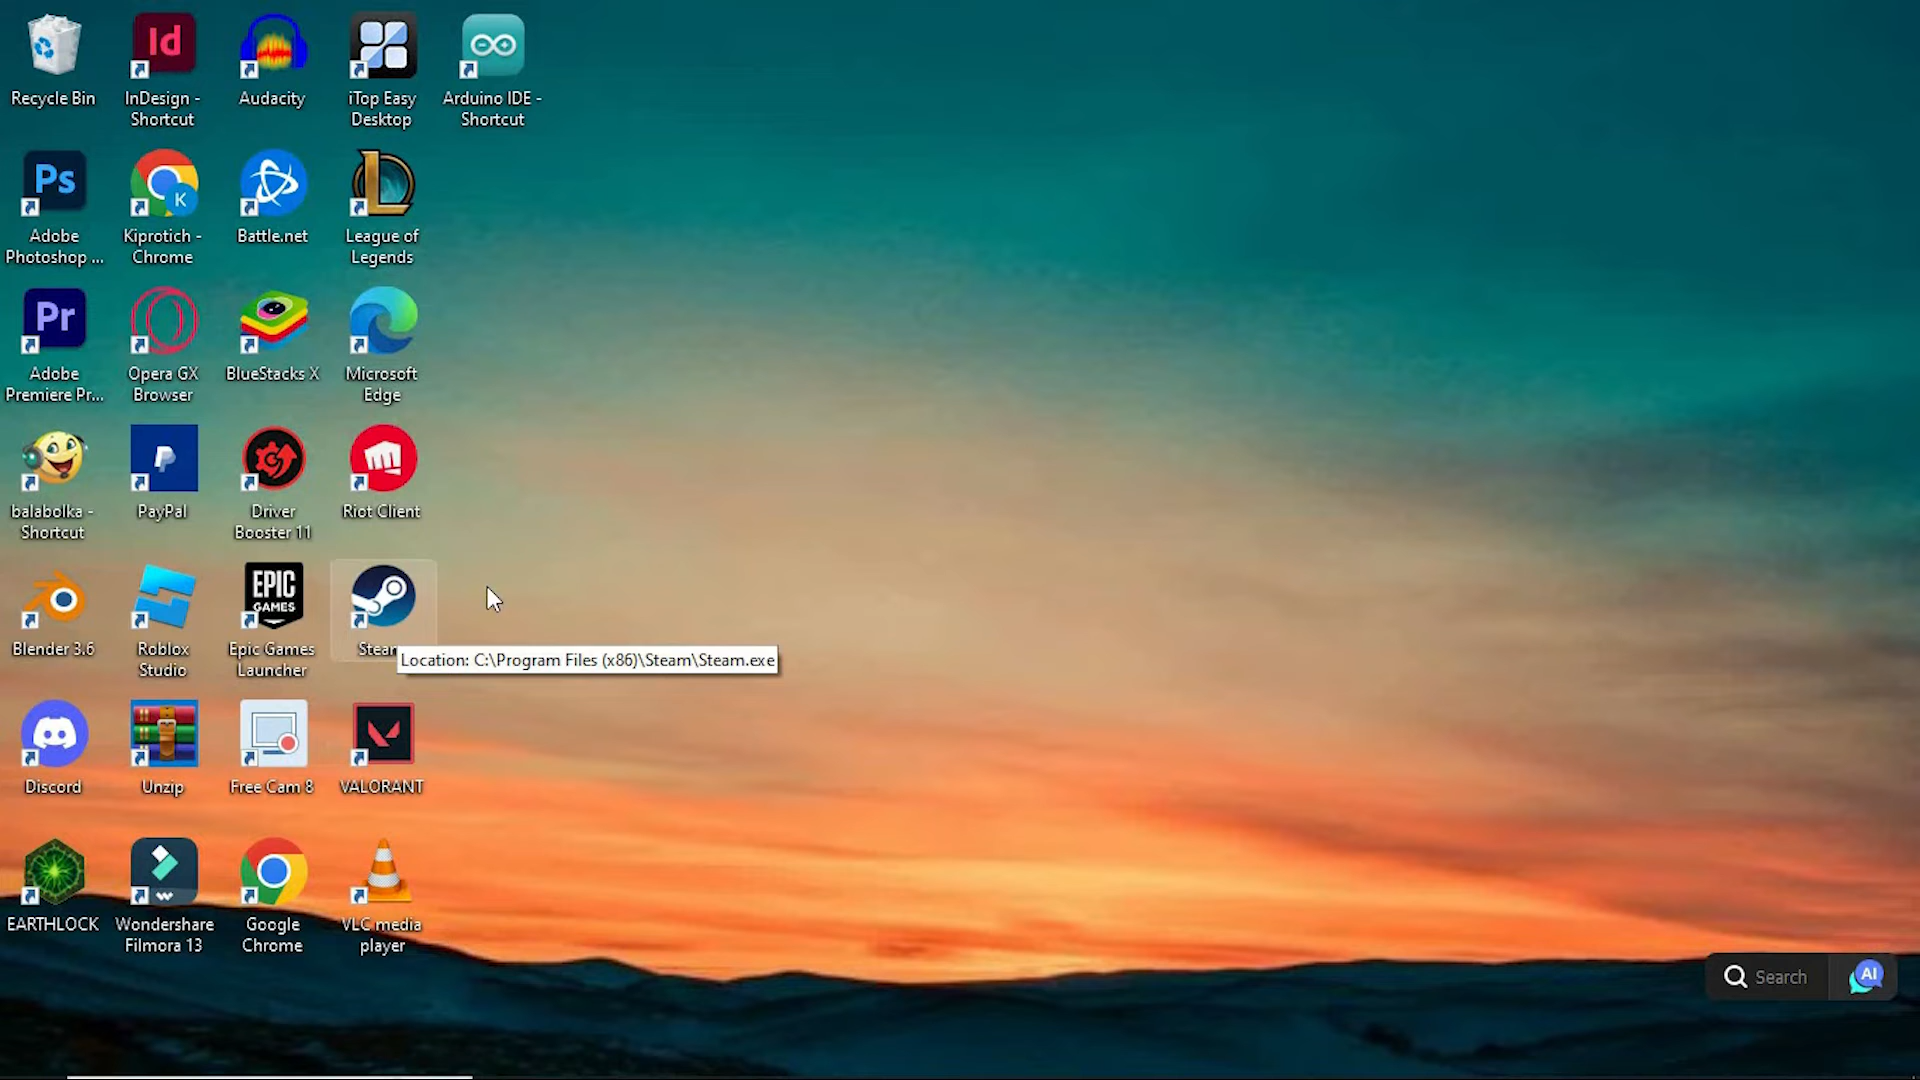 Id
Recycle Bin
InDesign -
Shortcut
Audacity
iTop Easy
Desktop
Arduino IDE -
Shortcut
Ps
K
Adobe
Photoshop ...
Kiprotich -
Chrome
Battle.net
League of
Legends
Pr
Adobe
Premiere Pr...
Opera GX
Browser
BlueStacks X
Microsoft
Edge
balabolka -
Shortcut
PayPal
Driver
Booster 11
Riot Client
EPIC
GAMES
Blender 3.6
Roblox
Studio
Epic Games
Launcher
Steam
Location: C:\Program Files (x86)\Steam\Steam.exe
Discord
Unzip
Free Cam 8
VALORANT
EARTHLOCK
Wondershare
Filmora 13
Google
Chrome
VLC media
player
Search
AI